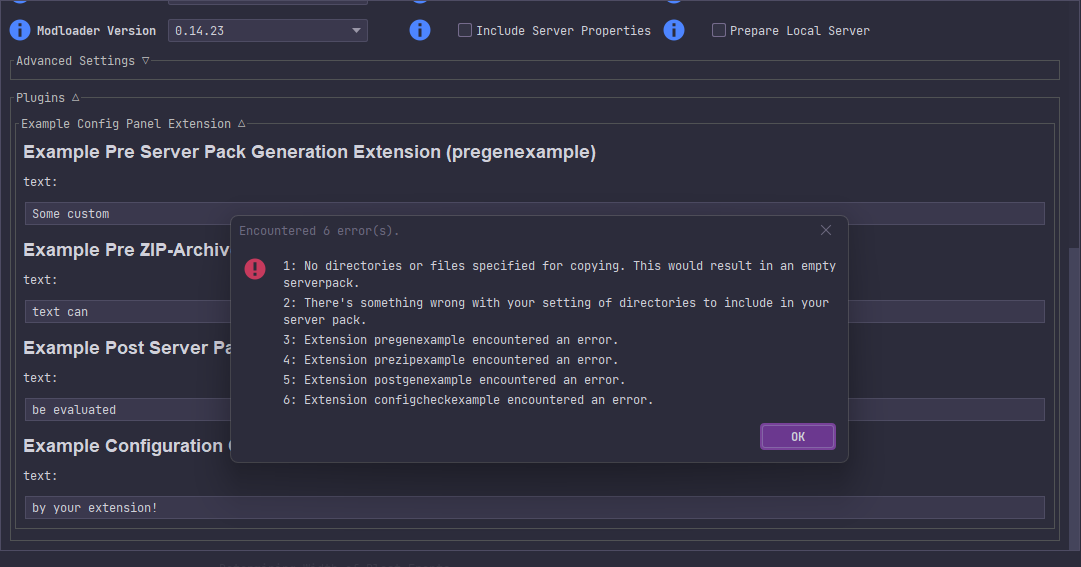 Modloader Version 0.14.23 Include Server Properties Prepare Local Server
Advanced Settings ▽
Plugins △
Example Config Panel Extension △
Example Pre Server Pack Generation Extension (pregenexample)
text:
Some custom
Example Pre ZIP-Archiv
text:
text can
Example Post Server Pa
text:
be evaluated
Example Configuration
text:
by your extension!
Encountered 6 error(s).
1: No directories or files specified for copying. This would result in an empty
serverpack.
2: There's something wrong with your setting of directories to include in your
server pack.
3: Extension pregenexample encountered an error.
4: Extension prezipexample encountered an error.
5: Extension postgenexample encountered an error.
6: Extension configcheckexample encountered an error.
OK